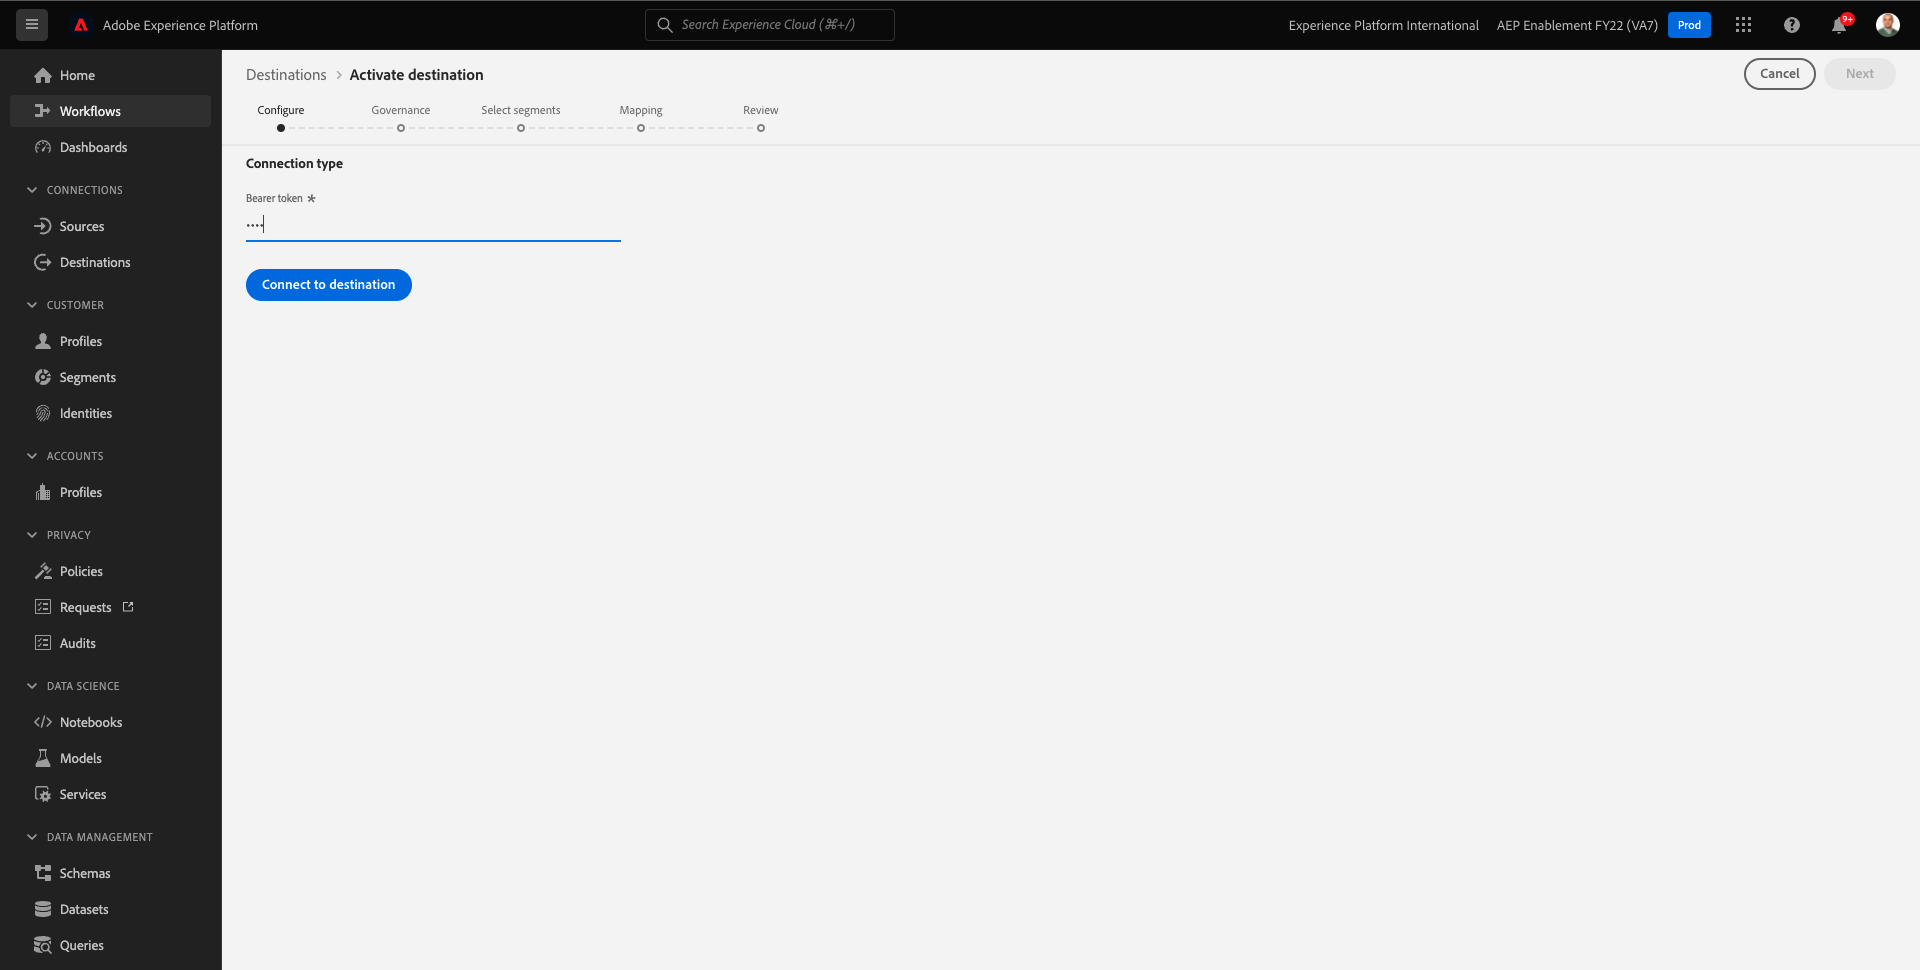 Adobe Experience Platform
Search Experience Cloud (⌘+/)
Experience Platform International
AEP Enablement FY22 (VA7)
Prod
9+
Home
Workflows
Dashboards
CONNECTIONS
Sources
Destinations
CUSTOMER
Profiles
Segments
Identities
ACCOUNTS
Profiles
PRIVACY
Policies
Requests
Audits
DATA SCIENCE
Notebooks
Models
Services
DATA MANAGEMENT
Schemas
Datasets
Queries
Destinations > Activate destination
Cancel
Next
Configure
Governance
Select segments
Mapping
Review
Connection type
Bearer token *
••••
Connect to destination